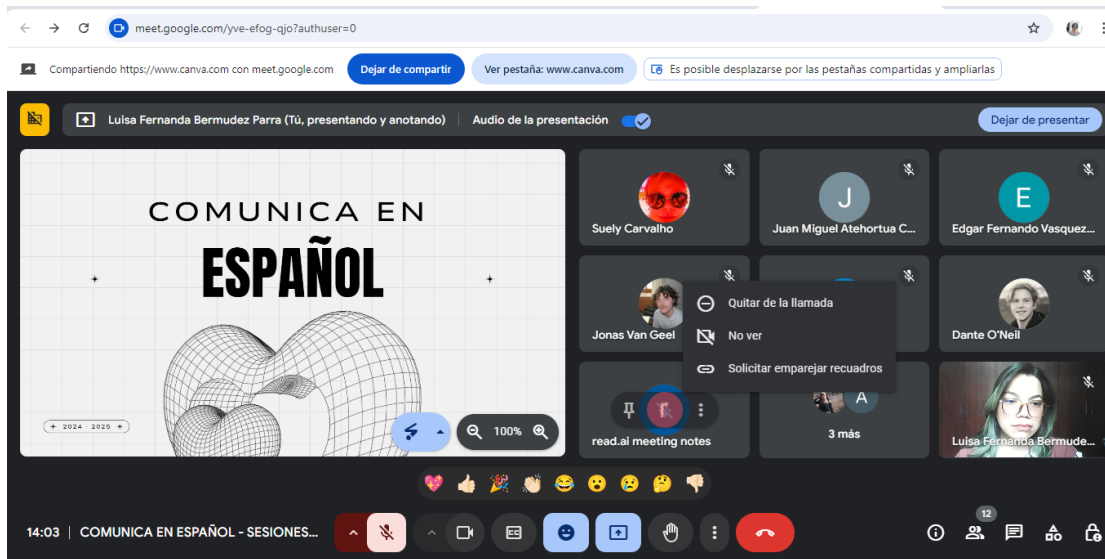 meet.google.com/yve-efog-qjo?authuser=0
Compartiendo https://www.canva.com con meet.google.com
Dejar de compartir
Ver pestaña: www.canva.com
Es posible desplazarse por las pestañas compartidas y ampliarlas
Luisa Fernanda Bermudez Parra (Tú, presentando y anotando)
Audio de la presentación
Dejar de presentar
COMUNICA EN
ESPAÑOL
2024 - 2025
100%
Suely Carvalho
J
Juan Miguel Atehortua C...
E
Edgar Fernando Vasquez...
Jonas Van Geel
Quitar de la llamada
No ver
Solicitar emparejar recuadros
Dante O'Neil
read.ai meeting notes
A
3 más
Luisa Fernanda Bermude...
14:03 | COMUNICA EN ESPAÑOL - SESIONES...
12